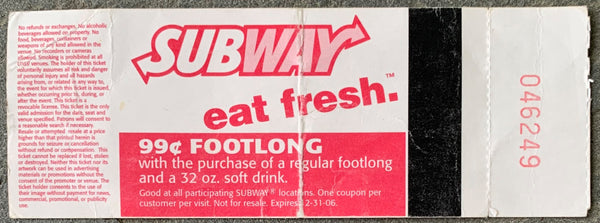 No refunds or exchanges. No alcoholic
beverages allowed on property. No
food, beverages, containers or
weapons of any kind allowed in the
venue. No recorders or cameras
allowed. Smoking is prohibited at all
venues. The holder of this ticket
voluntarily assumes all risk and danger
of personal injury and all hazards
arising from, or related in any way to,
the event for which this ticket is issued,
whether occurring prior to, during, or
after the event. This ticket is a
revocable license. This ticket is the only
valid admission for the date, seat and
venue specified. Patrons will consent to
a reasonable search if necessary.
Resale or attempted resale at a price
higher than that printed herein is
grounds for seizure or cancellation
without refund or compensation. This
ticket cannot be replaced if lost, stolen
or destroyed. Neither this ticket nor its
artwork can be used in advertising
materials or promotions without the
consent of the promoter or venue. The
ticket holder consents to the use of
their image without payment for news,
commercial, promotional, or publicity
use.
SUBWAY
eat fresh.™
99¢ FOOTLONG
with the purchase of a regular footlong
and a 32 oz. soft drink.
Good at all participating SUBWAY® locations. One coupon
per customer per visit. Not for resale. Expires 12-31-06.
046249